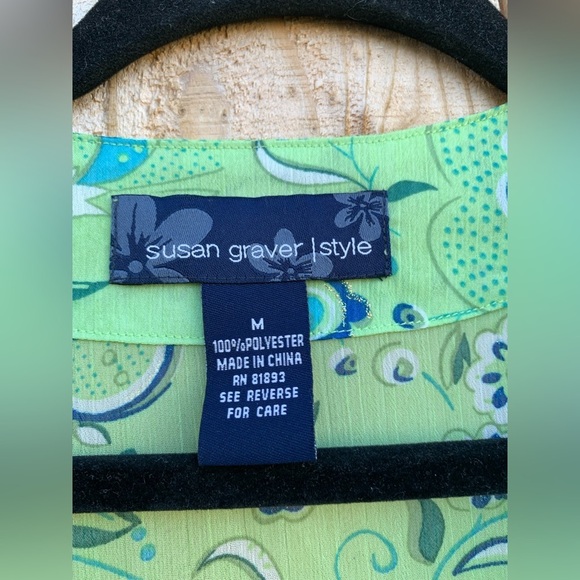 susan graver | style
M
100%POLYESTER
MADE IN CHINA
RN 81893
SEE REVERSE
FOR CARE